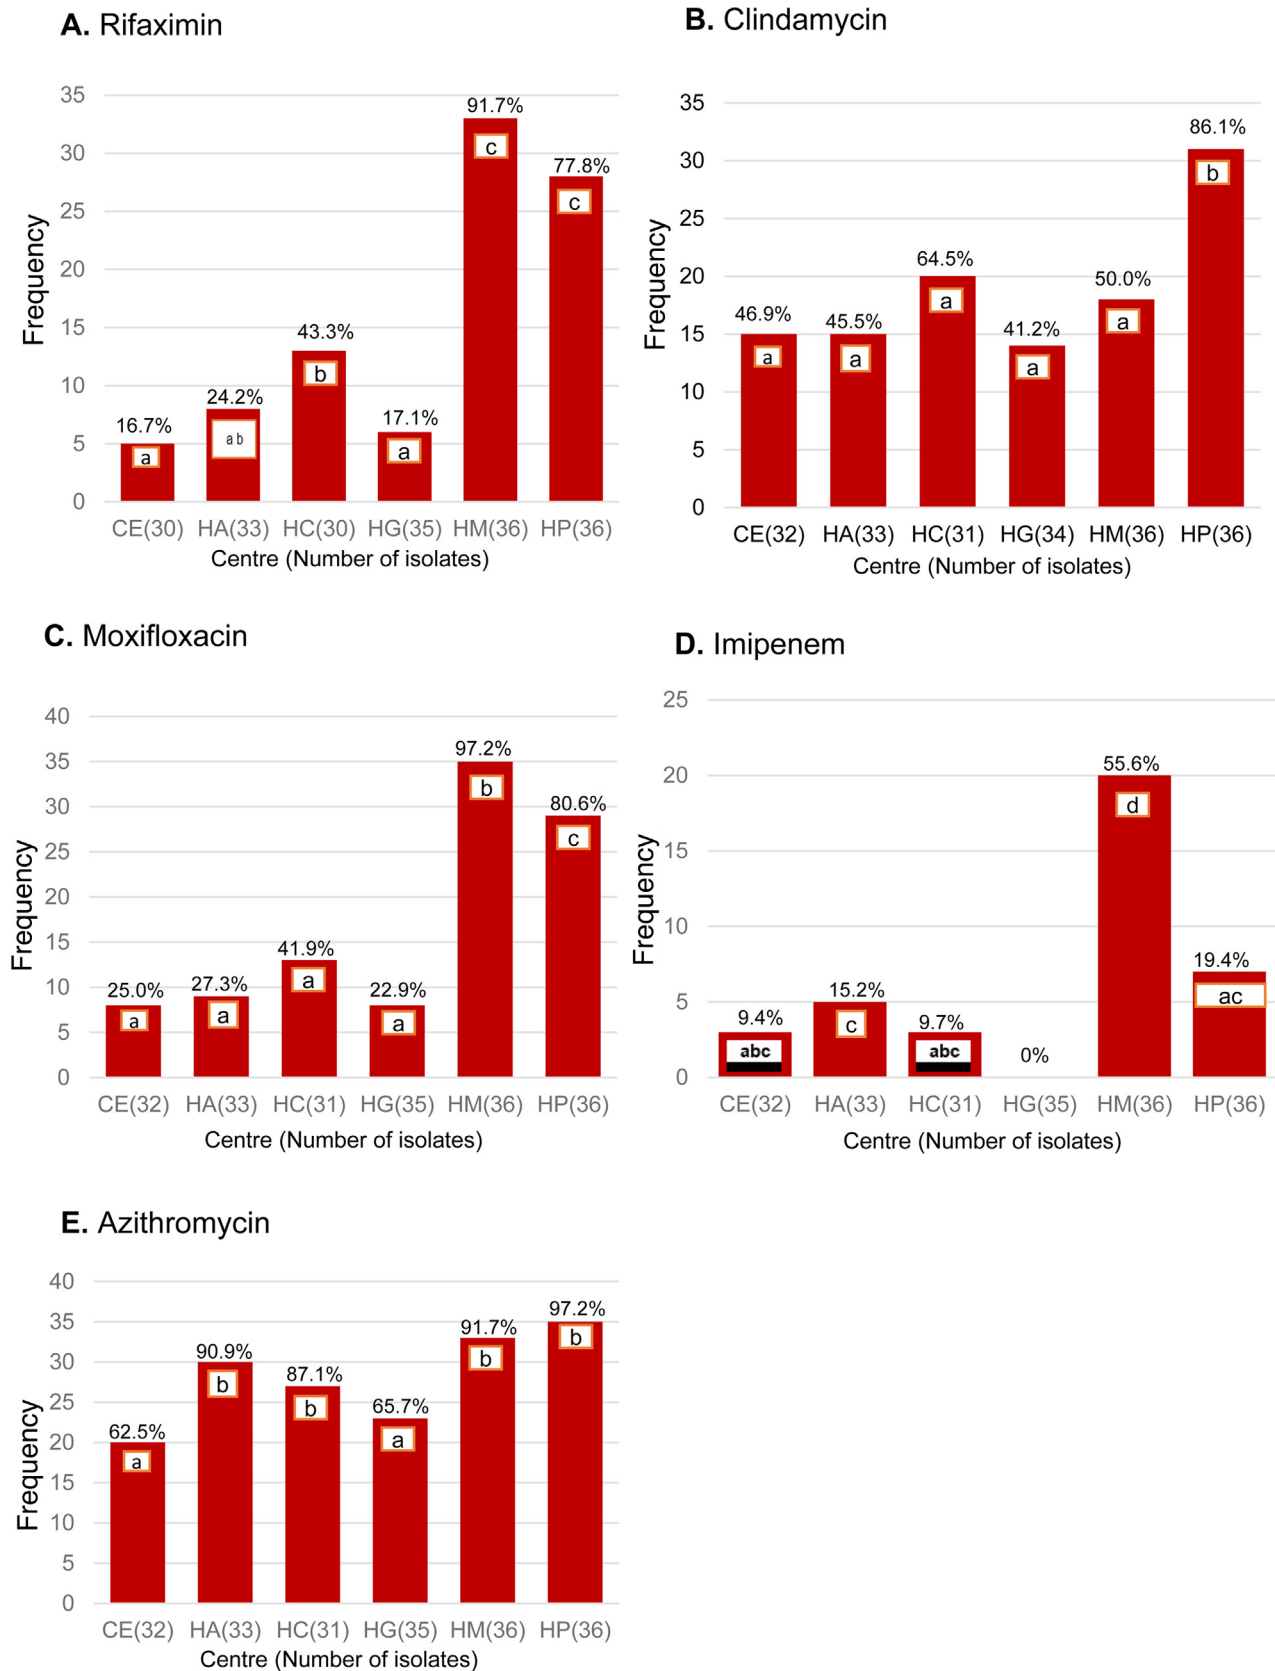 A. Rifaximin
35
30
25
20
15
10
5
0
Frequency
16.7%
24.2%
43.3%
17.1%
91.7%
77.8%
a
a b
b
a
c
c
CE(30) HA(33) HC(30) HG(35) HM(36) HP(36)
Centre (Number of isolates)
B. Clindamycin
35
30
25
20
15
10
5
0
Frequency
46.9%
45.5%
64.5%
41.2%
50.0%
86.1%
a
a
a
a
a
b
CE(32) HA(33) HC(31) HG(34) HM(36) HP(36)
Centre (Number of isolates)
C. Moxifloxacin
40
35
30
25
20
15
10
5
0
Frequency
25.0%
27.3%
41.9%
22.9%
97.2%
80.6%
a
a
a
a
b
c
CE(32) HA(33) HC(31) HG(35) HM(36) HP(36)
Centre (Number of isolates)
D. Imipenem
25
20
15
10
5
0
Frequency
9.4%
15.2%
9.7%
0%
55.6%
19.4%
abc
c
abc
d
ac
CE(32) HA(33) HC(31) HG(35) HM(36) HP(36)
Centre (Number of isolates)
E. Azithromycin
40
35
30
25
20
15
10
5
0
Frequency
62.5%
90.9%
87.1%
65.7%
91.7%
97.2%
a
b
b
a
b
b
CE(32) HA(33) HC(31) HG(35) HM(36) HP(36)
Centre (Number of isolates)